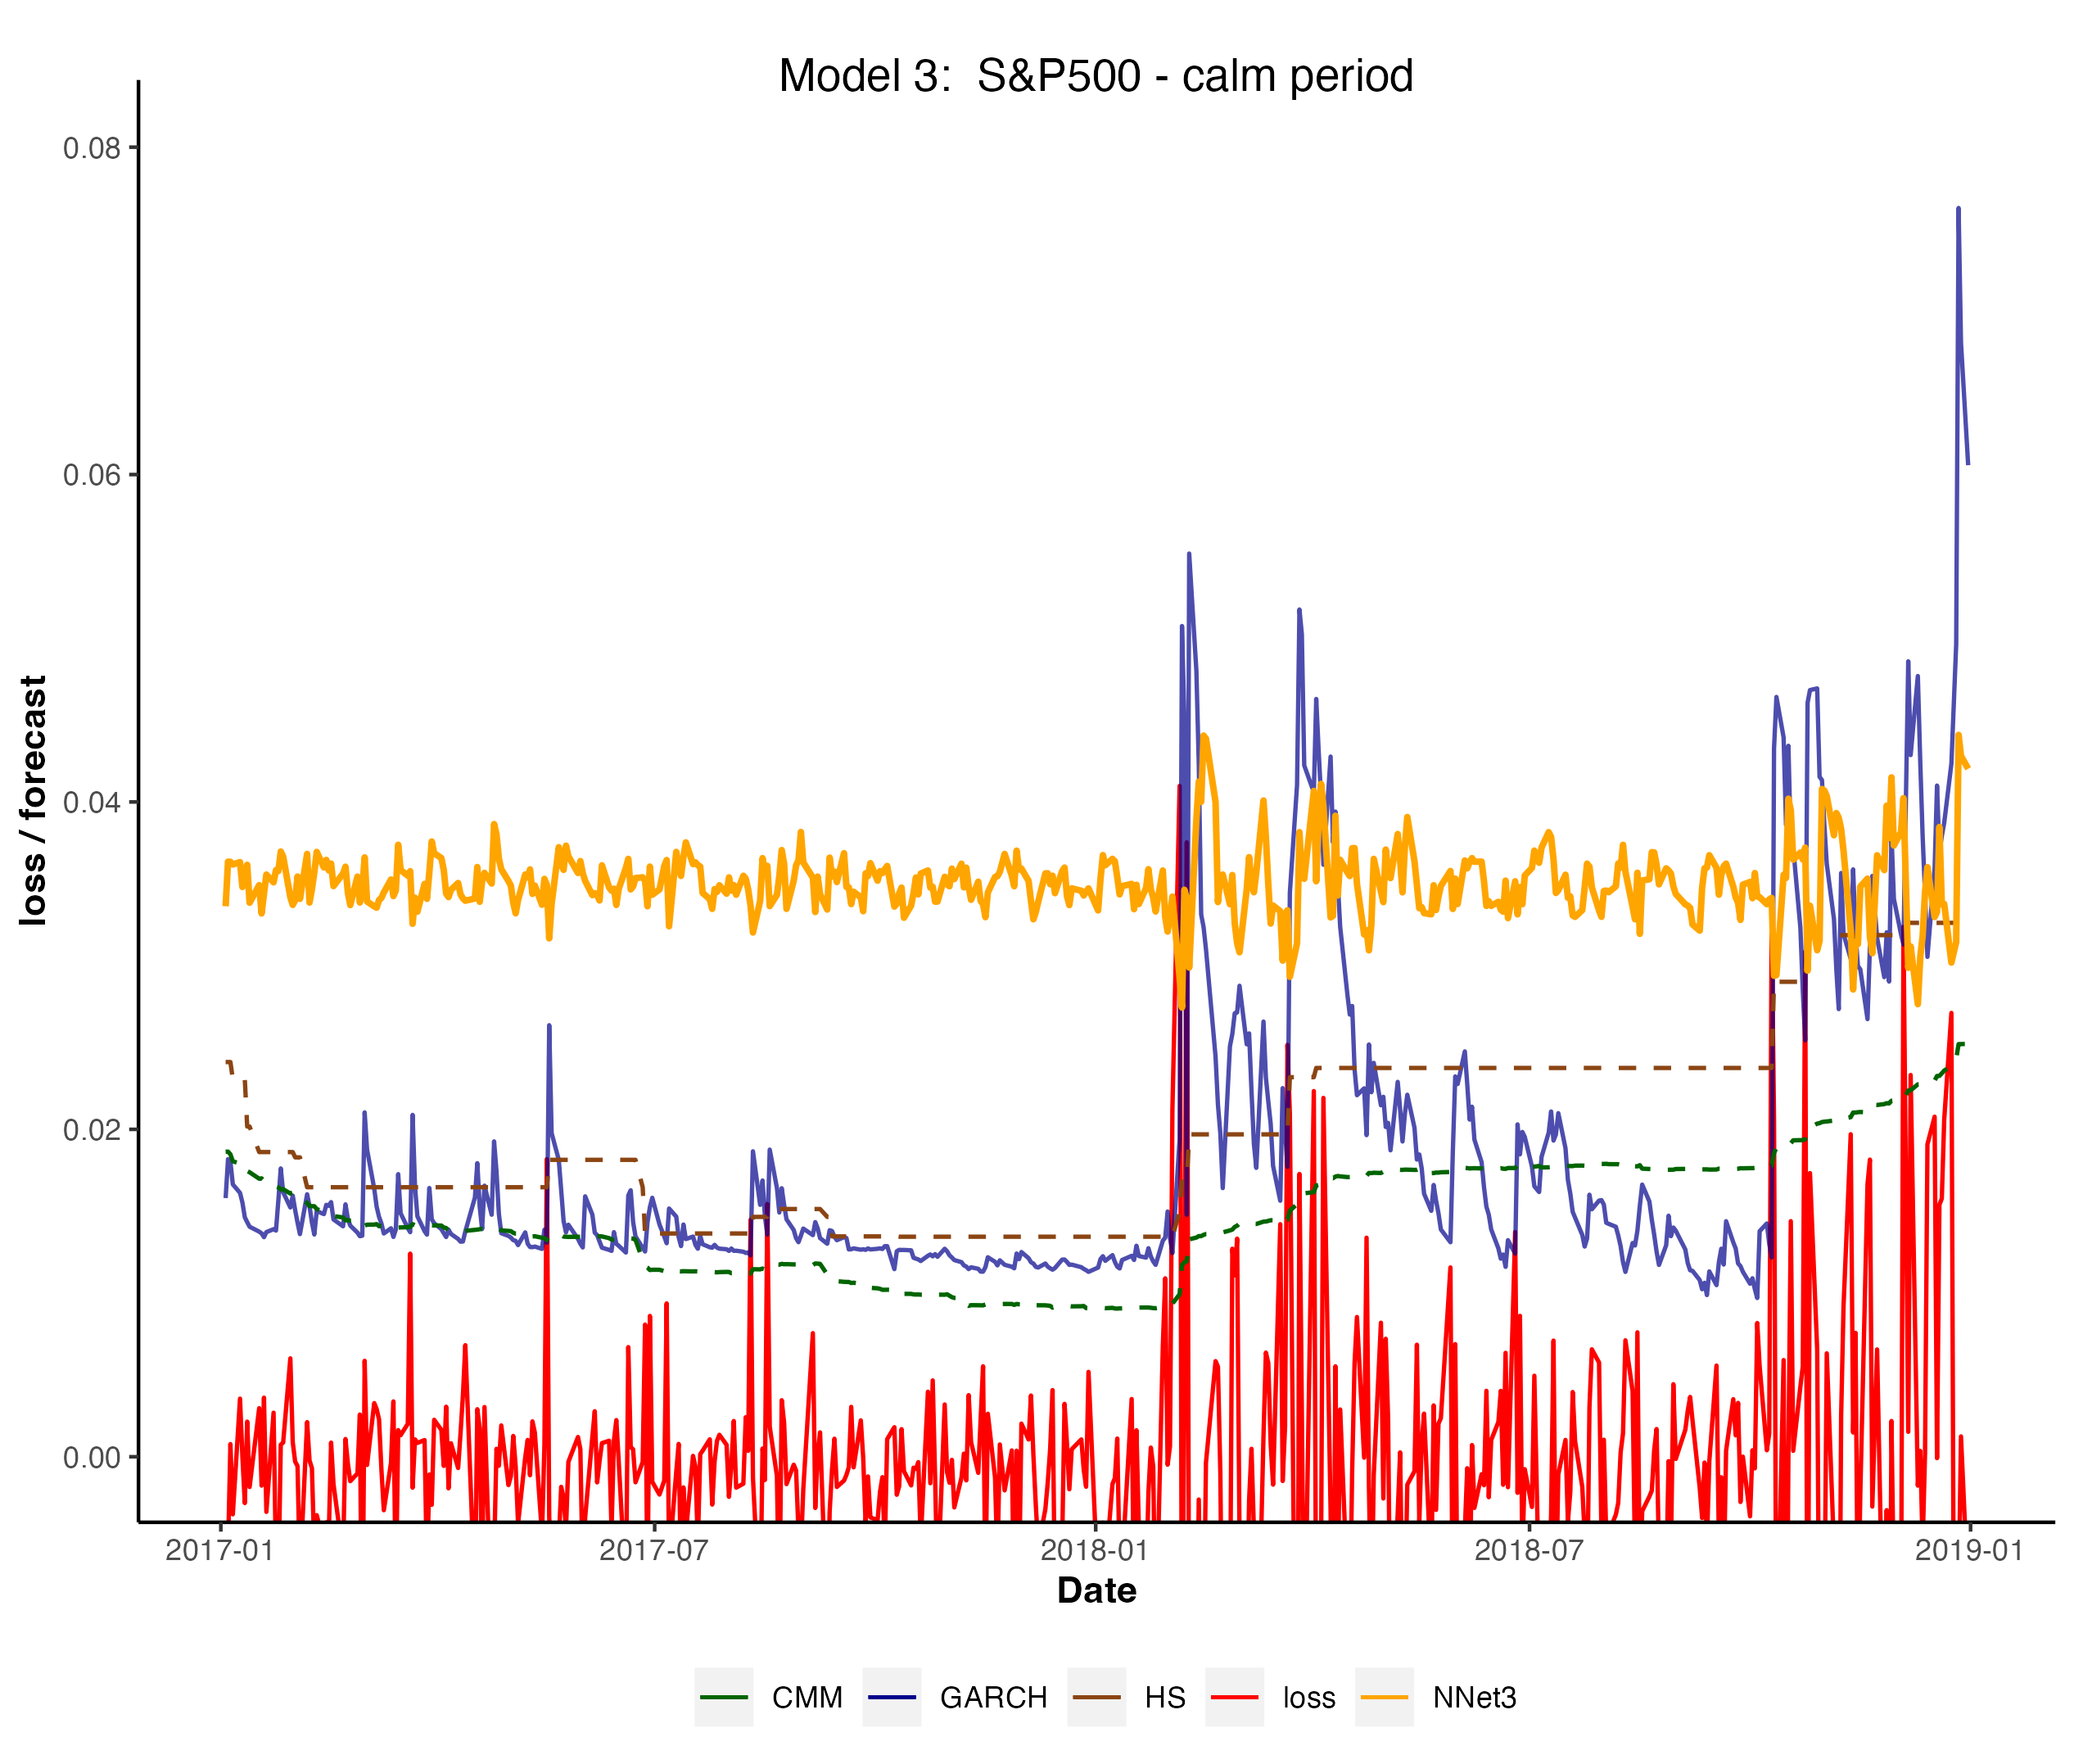 Model 3:  S&P500 - calm period
loss / forecast
0.08
0.06
0.04
0.02
0.00
2017-01 2017-07 2018-01 2018-07 2019-01
Date
CMM GARCH HS loss NNet3